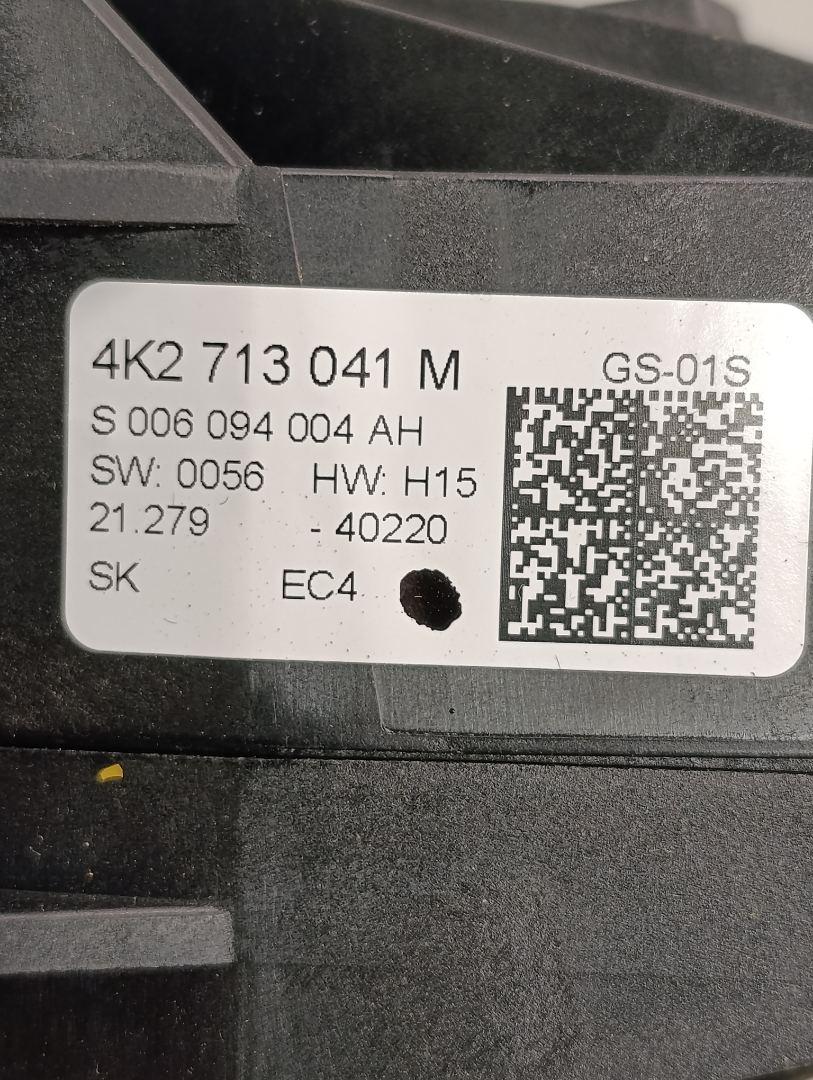 4K2 713 041 M
GS-01S
S 006 094 004 AH
SW: 0056 HW: H15
21.279 - 40220
SK EC4